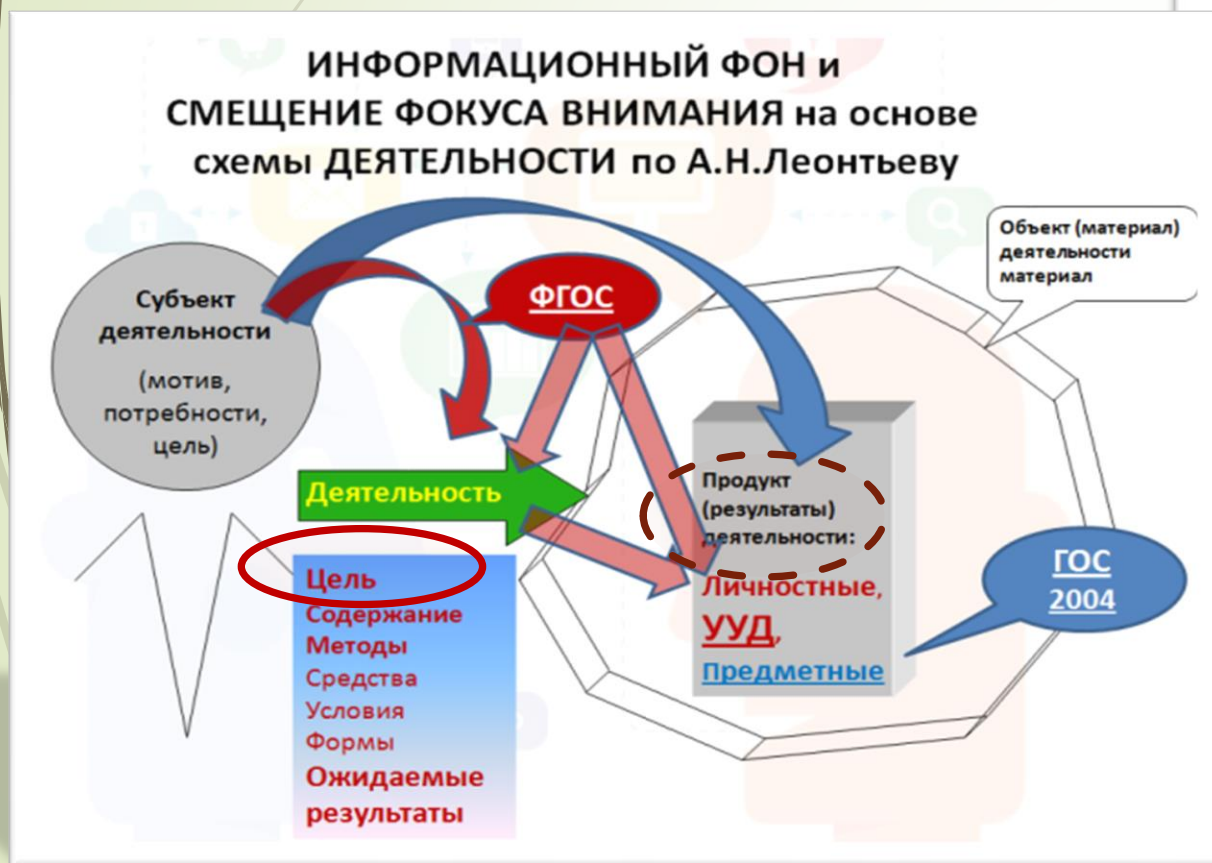 ИНФОРМАЦИОННЫЙ ФОН и
СМЕЩЕНИЕ ФОКУСА ВНИМАНИЯ на основе
схемы ДЕЯТЕЛЬНОСТИ по А.Н.Леонтьеву
Объект (материал)
деятельности
материал
Субъект
деятельности
(мотив,
потребности,
цель)
ФГОС
Деятельность
Продукт
(результаты)
деятельности:
Личностные,
УУД,
Предметные
ГОС
2004
Цель
Содержание
Методы
Средства
Условия
Формы
Ожидаемые
результаты